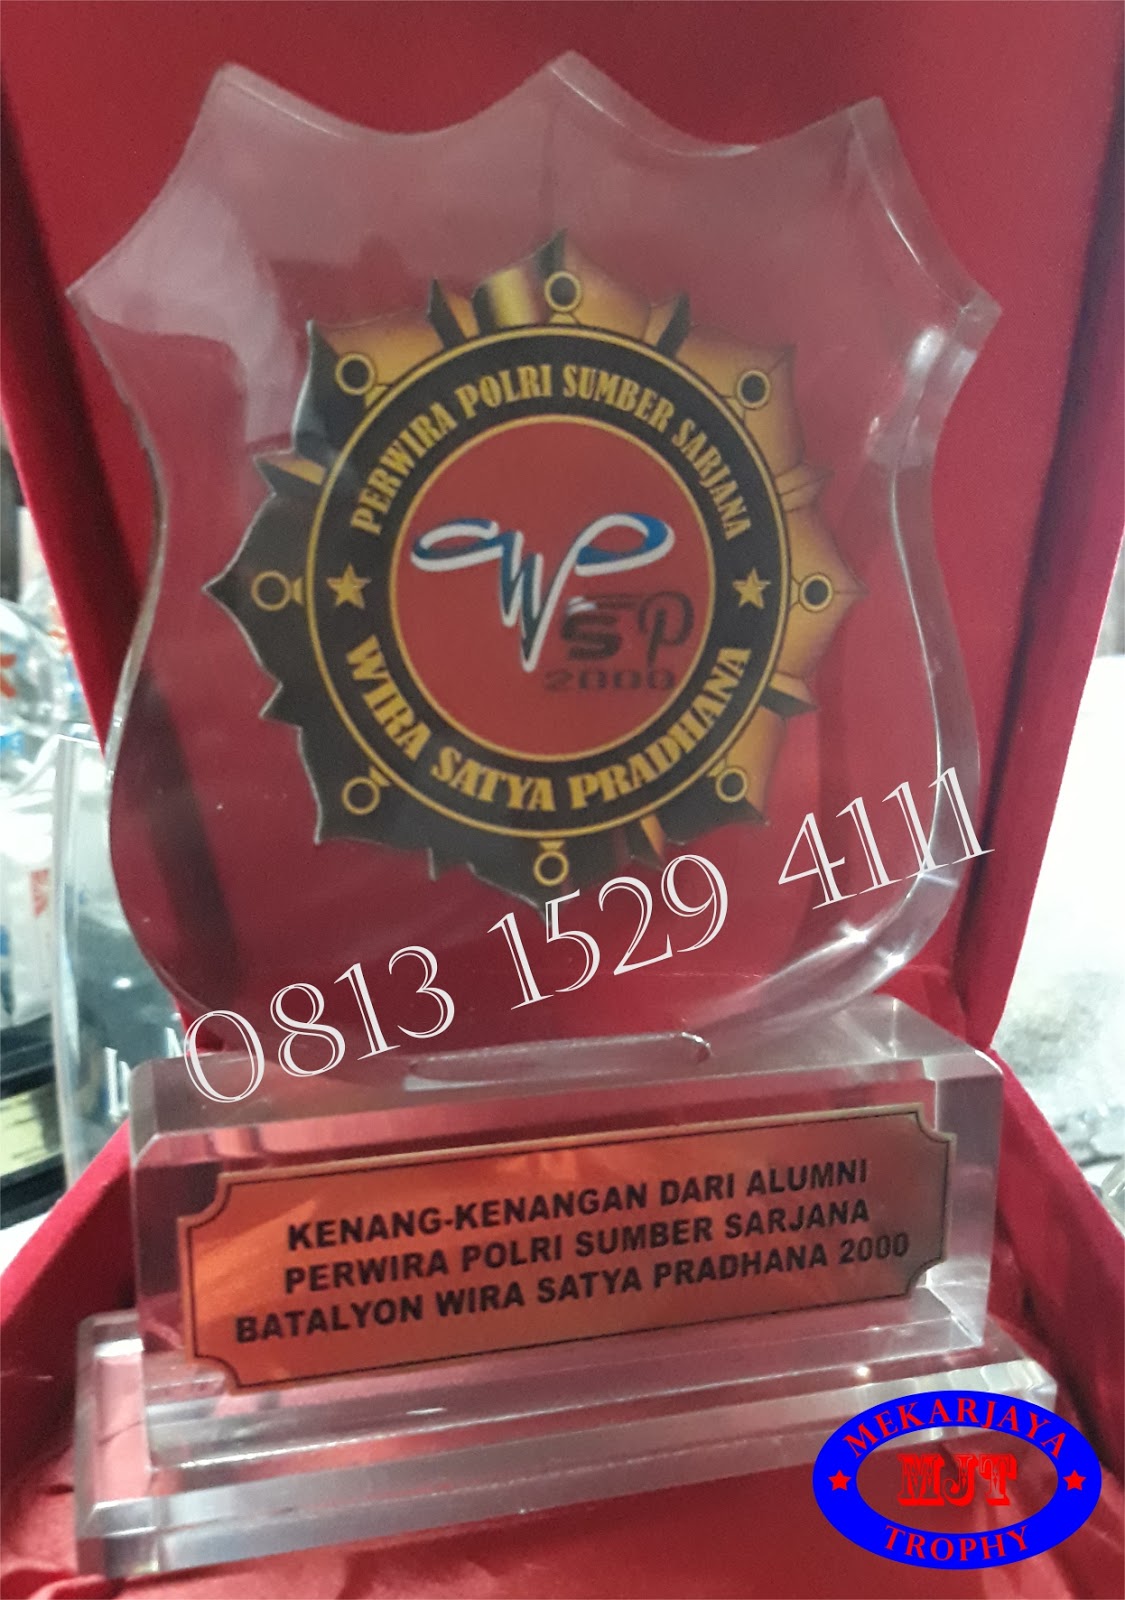 PERWIRA POLRI SUMBER SARJANA
WSP
2000
WIRA SATYA PRADHANA
0813 1529 4111
KENANG-KENANGAN DARI ALUMNI
PERWIRA POLRI SUMBER SARJANA
BATALYON WIRA SATYA PRADHANA 2000
MEKARJAYA
MJT
TROPHY